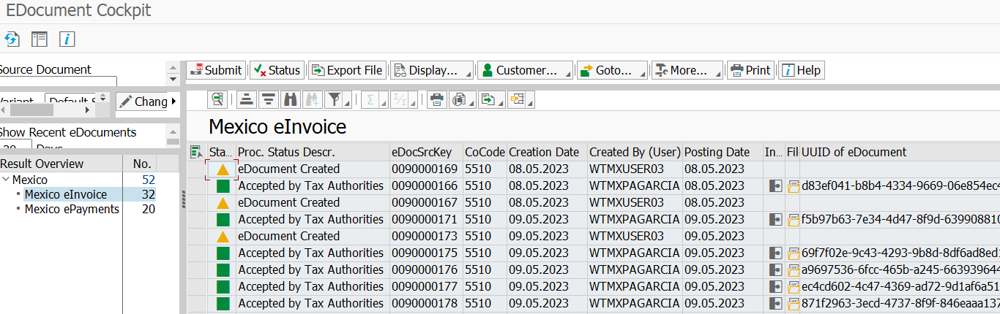 EDocument Cockpit
Source Document
Submit Status Export File Display... Customer... Goto... More... Print Help
Default S
Chang
Mexico eInvoice
Show Recent eDocuments
Days
Result Overview No.
Mexico 52
Mexico eInvoice 32
Mexico ePayments 20
Sta... Proc. Status Descr. eDocSrcKey CoCode Creation Date Created By (User) Posting Date In... Fil UUID of eDocument
eDocument Created 0090000169 5510 08.05.2023 WTMXUSER03 08.05.2023
Accepted by Tax Authorities 0090000166 5510 08.05.2023 WTMXPAGARCIA 08.05.2023 d83ef041-b8b4-4334-9669-06e854ec4
eDocument Created 0090000167 5510 08.05.2023 WTMXUSER03 08.05.2023
Accepted by Tax Authorities 0090000171 5510 09.05.2023 WTMXPAGARCIA 09.05.2023 f5b97b63-7e34-4d47-8f9d-639908810
eDocument Created 0090000173 5510 09.05.2023 WTMXUSER03 09.05.2023
Accepted by Tax Authorities 0090000175 5510 09.05.2023 WTMXPAGARCIA 09.05.2023 69f7f02e-9c43-4293-9b8d-8df6ad8ed1
Accepted by Tax Authorities 0090000176 5510 09.05.2023 WTMXPAGARCIA 09.05.2023 a9697536-6fcc-465b-a245-663939644
Accepted by Tax Authorities 0090000177 5510 09.05.2023 WTMXPAGARCIA 09.05.2023 ec4cd602-4c47-4369-ad72-9d1af6a51
Accepted by Tax Authorities 0090000178 5510 09.05.2023 WTMXPAGARCIA 09.05.2023 871f2963-3ecd-4737-8f9f-846eaaa137